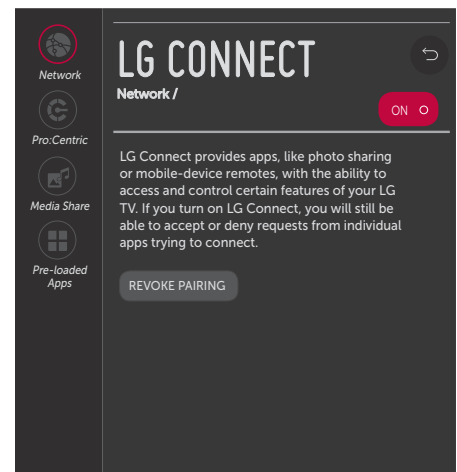 Network
Pro:Centric
Media Share
Pre-loaded
Apps
LG CONNECT
Network /
ON
LG Connect provides apps, like photo sharing
or mobile-device remotes, with the ability to
access and control certain features of your LG
TV. If you turn on LG Connect, you will still be
able to accept or deny requests from individual
apps trying to connect.
REVOKE PAIRING